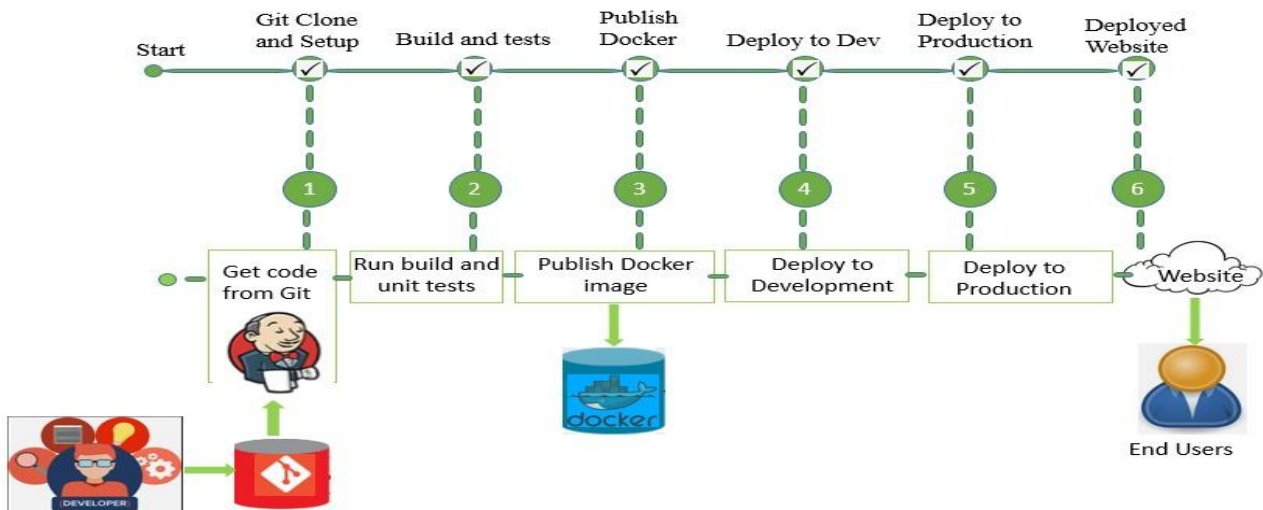 Start
Git Clone
and Setup
Build and tests
Publish
Docker
Deploy to Dev
Deploy to
Production
Deployed
Website
1
2
3
4
5
6
Get code
from Git
Run build and
unit tests
Publish Docker
image
Deploy to
Development
Deploy to
Production
Website
docker
End Users
[DEVELOPER]